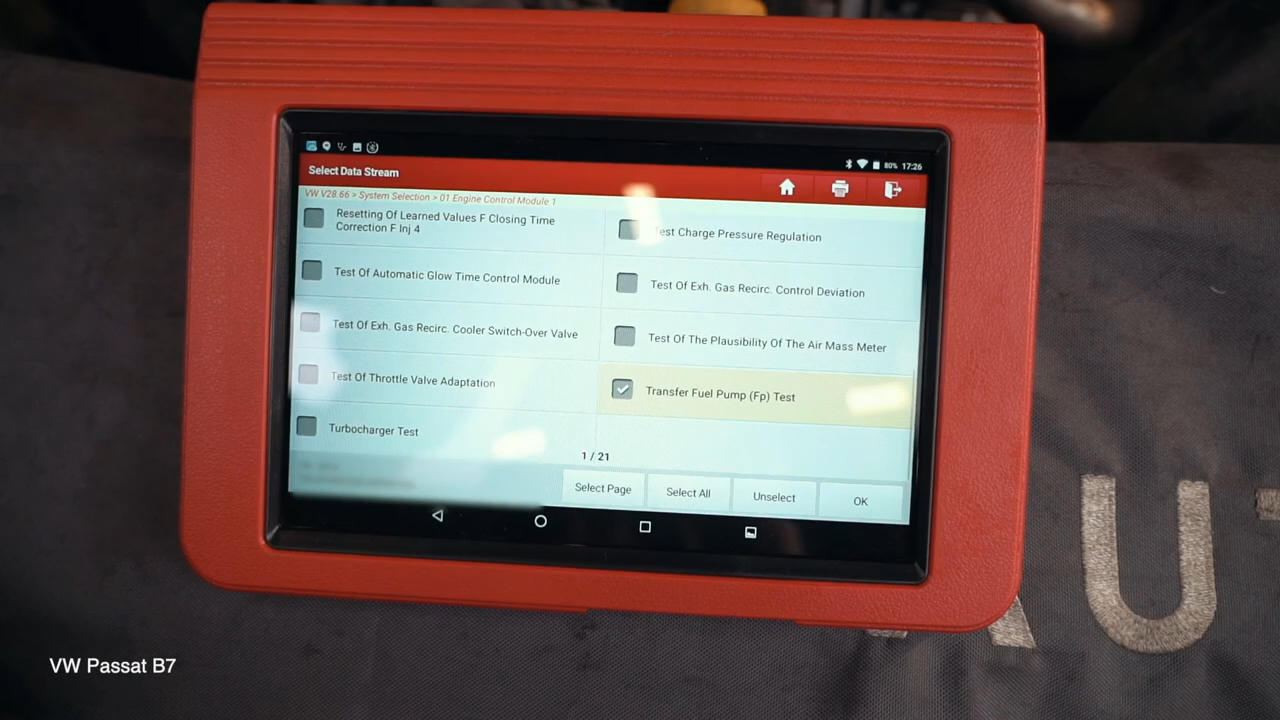 80% 17:26
Select Data Stream
VW V28.66 > System Selection > 01 Engine Control Module 1
Resetting Of Learned Values F Closing Time
Correction F Inj 4
Test Charge Pressure Regulation
Test Of Automatic Glow Time Control Module
Test Of Exh. Gas Recirc. Control Deviation
Test Of Exh. Gas Recirc. Cooler Switch-Over Valve
Test Of The Plausibility Of The Air Mass Meter
Test Of Throttle Valve Adaptation
Transfer Fuel Pump (Fp) Test
Turbocharger Test
1 / 21
Select Page
Select All
Unselect
OK
U
VW Passat B7